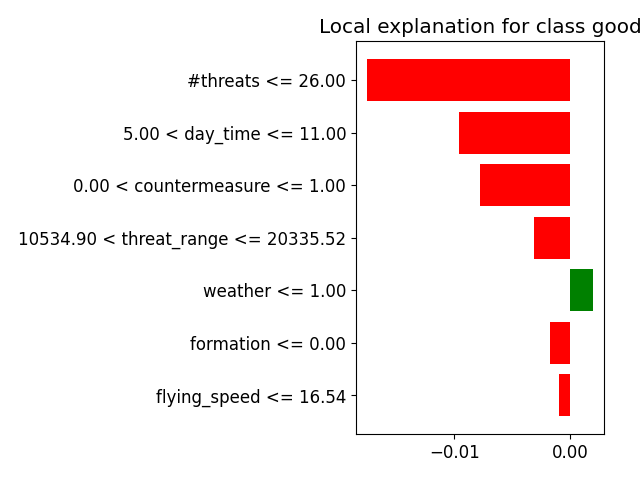 Local explanation for class good
#threats <= 26.00
5.00 < day_time <= 11.00
0.00 < countermeasure <= 1.00
10534.90 < threat_range <= 20335.52
weather <= 1.00
formation <= 0.00
flying_speed <= 16.54
−0.01 0.00